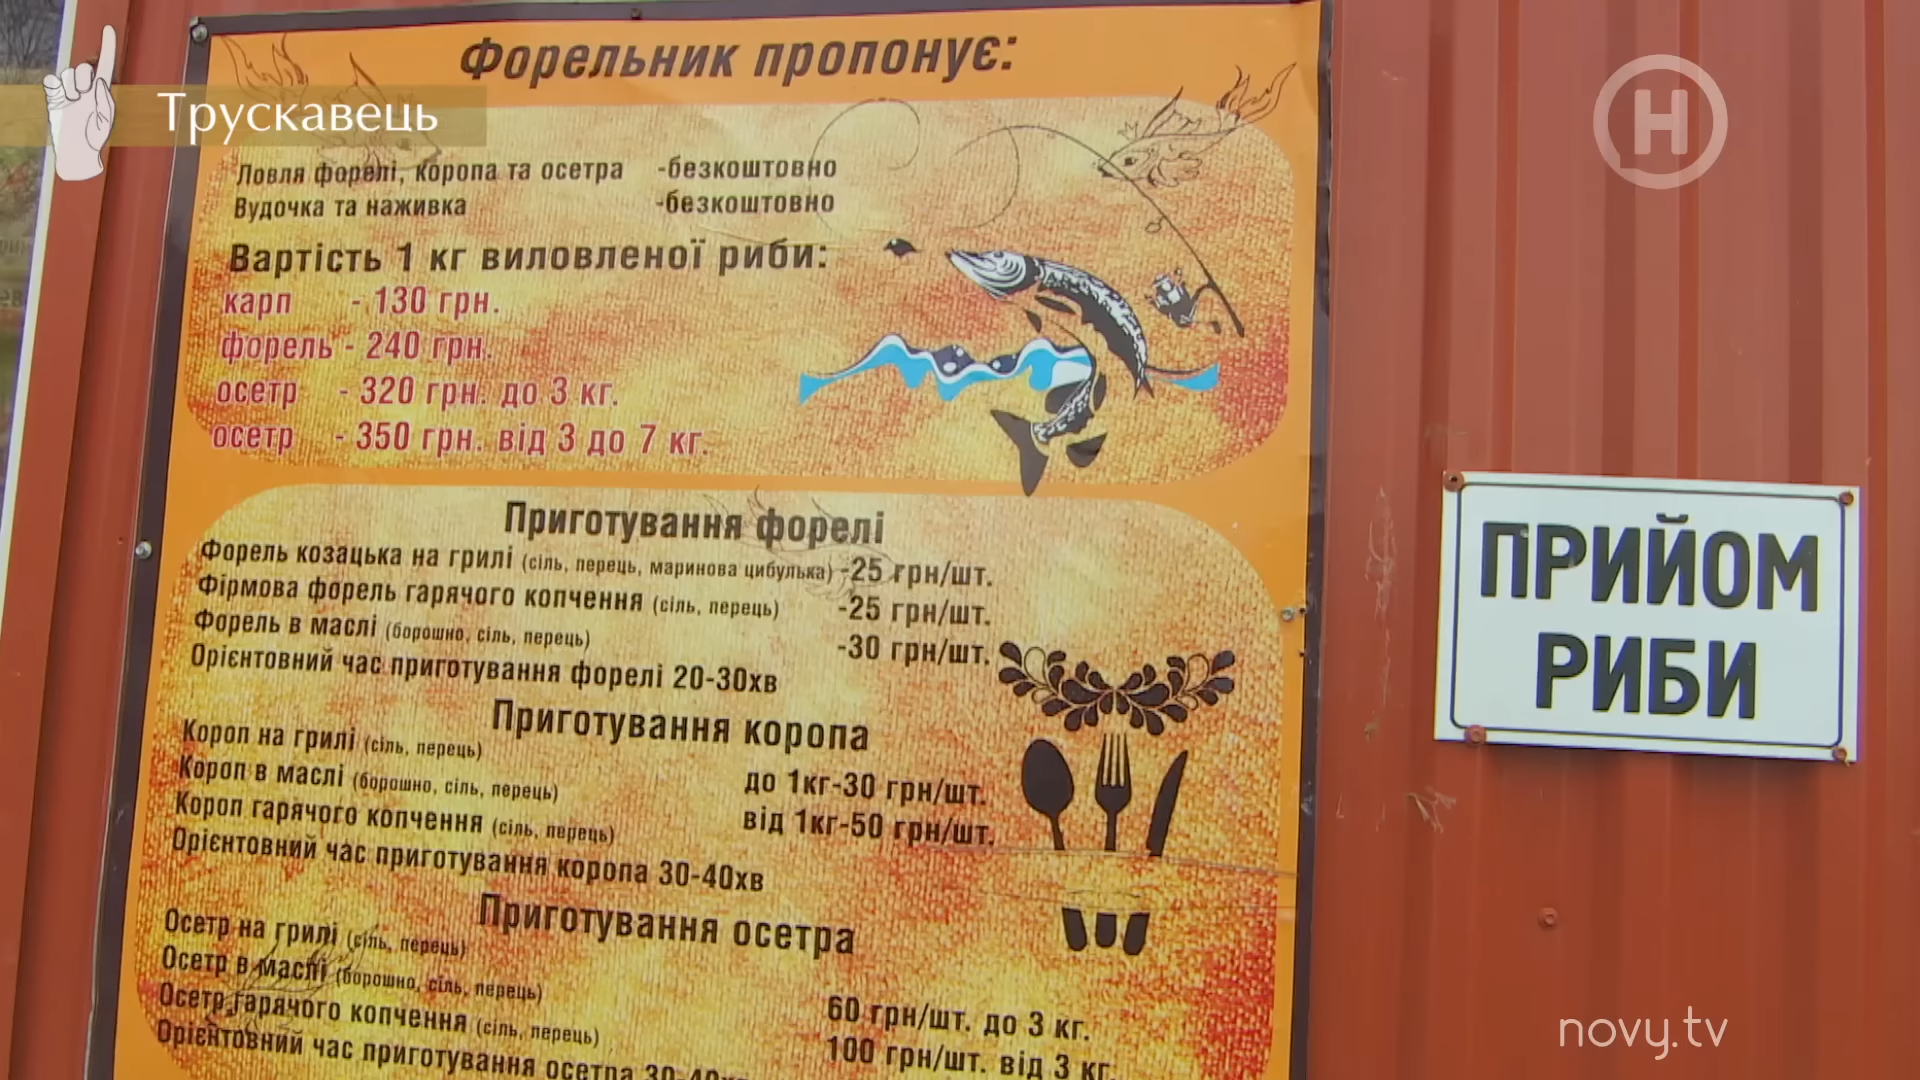 Трускавець
Н
Форельник пропонує:
Ловля форелі, коропа та осетра -безкоштовно
Вудочка та наживка -безкоштовно
Вартість 1 кг виловленої риби:
карп - 130 грн.
форель - 240 грн.
осетр - 320 грн. до 3 кг.
осетр - 350 грн. від 3 до 7 кг.
Приготування форелі
Форель козацька на грилі (сіль, перець, маринова цибулька) -25 грн/шт.
Фірмова форель гарячого копчення (сіль, перець) -25 грн/шт.
Форель в маслі (борошно, сіль, перець) -30 грн/шт.
Орієнтовний час приготування форелі 20-30хв
Приготування коропа
Короп на грилі (сіль, перець)
Короп в маслі (борошно, сіль, перець) до 1кг-30 грн/шт.
Короп гарячого копчення (сіль, перець) від 1кг-50 грн/шт.
Орієнтовний час приготування коропа 30-40хв
Приготування осетра
Осетр на грилі (сіль, перець)
Осетр в маслі (борошно, сіль, перець)
Осетр гарячого копчення (сіль, перець) 60 грн/шт. до 3 кг.
Орієнтовний час приготування осетра 30-40хв 100 грн/шт. від 3 кг.
ПРИЙОМ
РИБИ
novy.tv